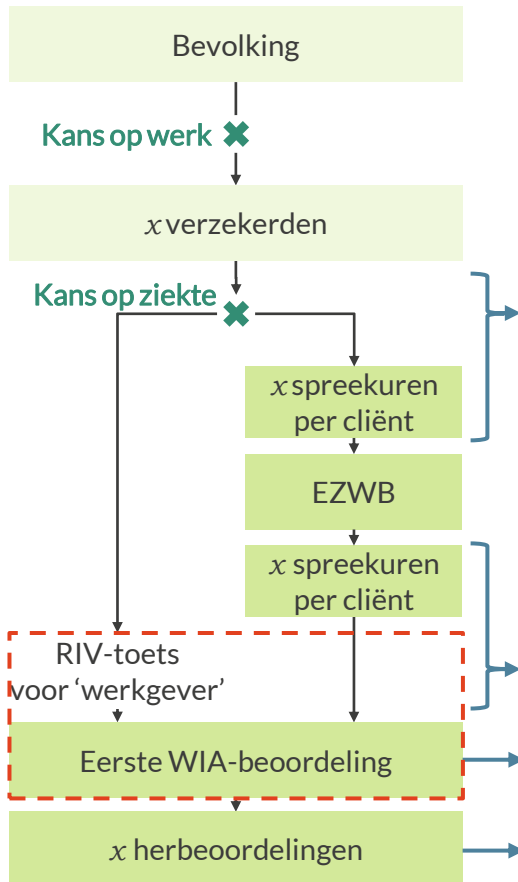 Bevolking
Kans op werk
x verzekerden
Kans op ziekte
x spreekuren
per cliënt
EZWB
x spreekuren
per cliënt
RIV-toets
voor ‘werkgever’
Eerste WIA-beoordeling
x herbeoordelingen